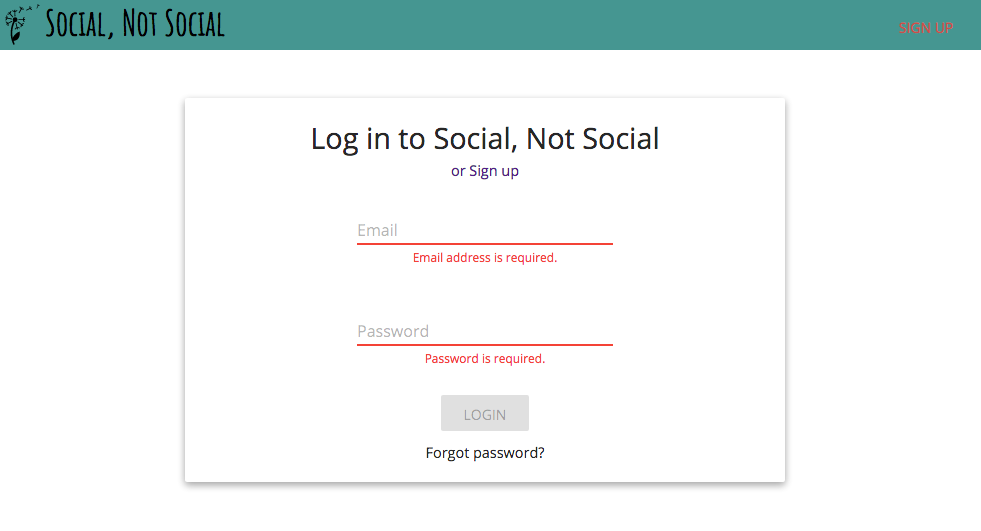 Social, Not Social
SIGN UP
Log in to Social, Not Social
or Sign up
Email
Email address is required.
Password
Password is required.
LOGIN
Forgot password?